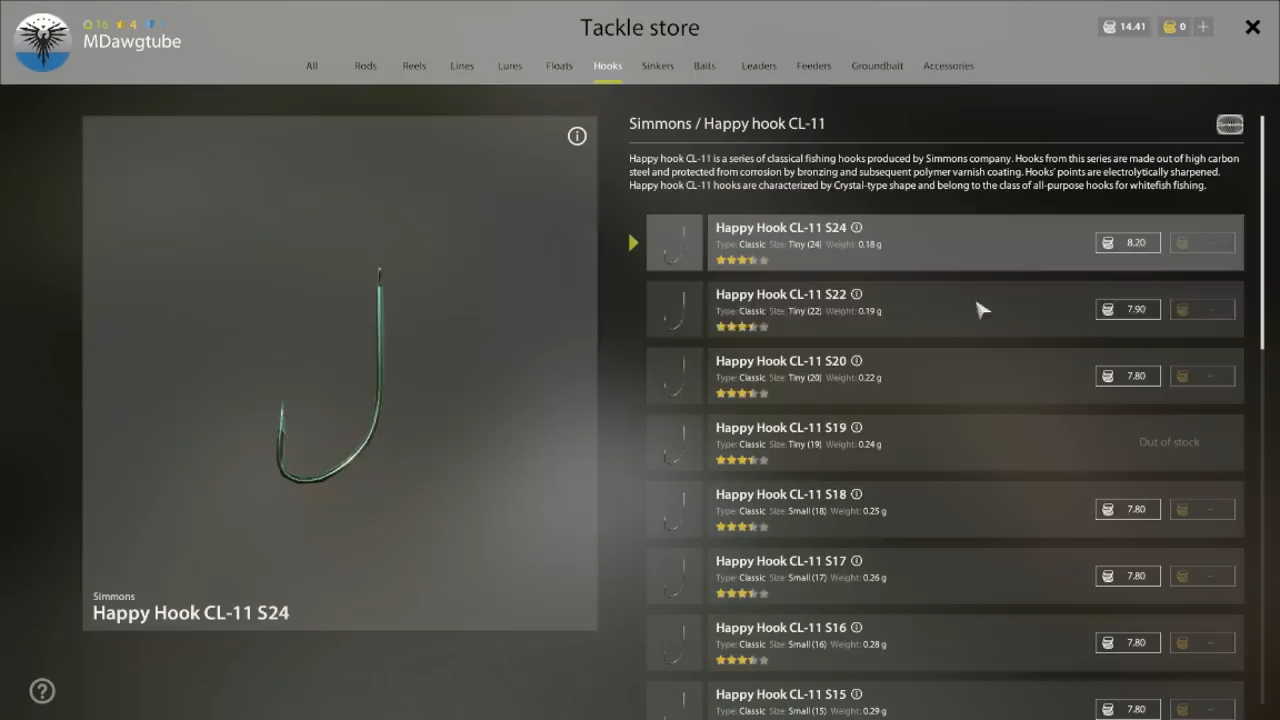 16 4
MDawgtube
Tackle store
14.41 0 +
All Rods Reels Lines Lures Floats Hooks Sinkers Baits Leaders Feeders Groundbait Accessories
Simmons / Happy hook CL-11
Happy hook CL-11 is a series of classical fishing hooks produced by Simmons company. Hooks from this series are made out of high carbon
steel and protected from corrosion by bronzing and subsequent polymer varnish coating. Hooks' points are electrolytically sharpened.
Happy hook CL-11 hooks are characterized by Crystal-type shape and belong to the class of all-purpose hooks for whitefish fishing.
Happy Hook CL-11 S24
Type: Classic Size: Tiny (24) Weight: 0.18 g
8.20
Happy Hook CL-11 S22
Type: Classic Size: Tiny (22) Weight: 0.19 g
7.90 –
Happy Hook CL-11 S20
Type: Classic Size: Tiny (20) Weight: 0.22 g
7.80 –
Happy Hook CL-11 S19
Type: Classic Size: Tiny (19) Weight: 0.24 g
Out of stock
Happy Hook CL-11 S18
Type: Classic Size: Small (18) Weight: 0.25 g
7.80 –
Happy Hook CL-11 S17
Type: Classic Size: Small (17) Weight: 0.26 g
7.80 –
Happy Hook CL-11 S16
Type: Classic Size: Small (16) Weight: 0.28 g
7.80 –
Happy Hook CL-11 S15
Type: Classic Size: Small (15) Weight: 0.29 g
7.80 –
Simmons
Happy Hook CL-11 S24
?